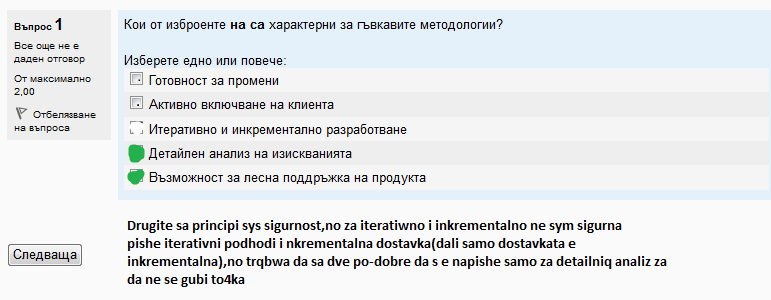 Въпрос 1
Все още не е
даден отговор
От максимално
2,00
Отбелязване
на въпроса
Кои от изброенте на са характерни за гъвкавите методологии?
Изберете едно или повече:
Готовност за промени
Активно включване на клиента
Итеративно и инкрементално разработване
Детайлен анализ на изискванията
Възможност за лесна поддръжка на продукта
Drugite sa principi sys sigurnost,no za iteratiwno i inkrementalno ne sym sigurna
pishe iterativni podhodi i nkrementalna dostavka(dali samo dostavkata e
inkrementalna),no trqbwa da sa dve po-dobre da s e napishe samo za detailniq analiz za
da ne se gubi to4ka
Следваща